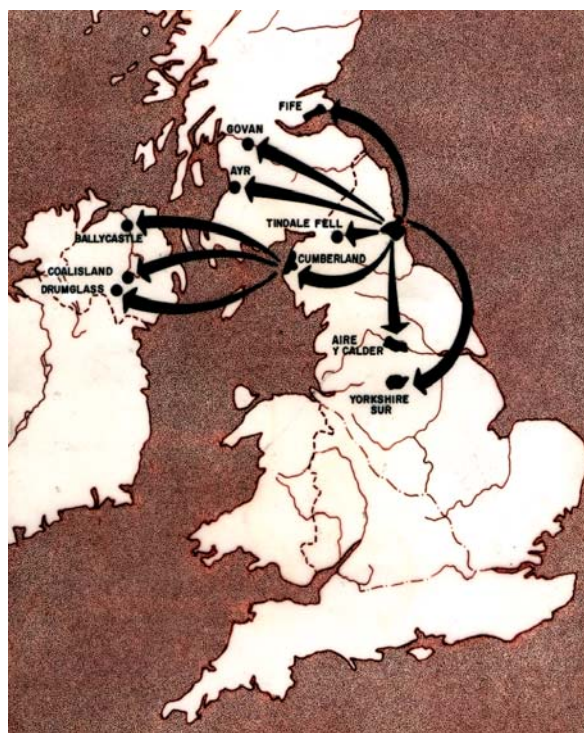 FIFE
GOVAN
AYR
TINDALE FELL
BALLYCASTLE
CUMBERLAND
COALISLAND
DRUMGLASS
AIRE
Y CALDER
YORKSHIRE
SUR